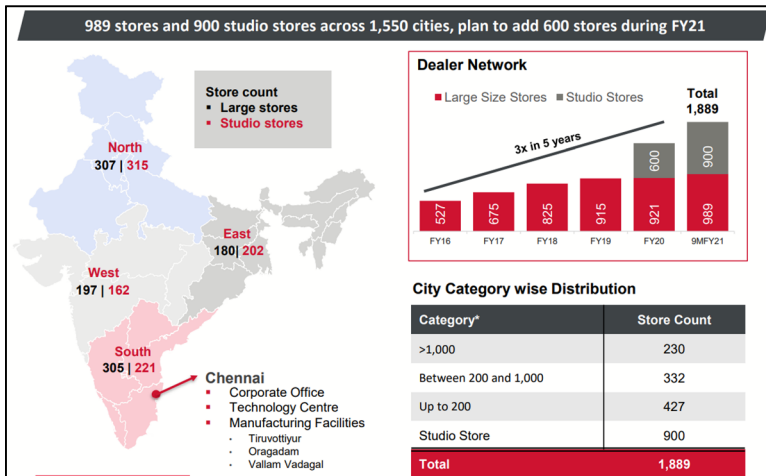 989 stores and 900 studio stores across 1,550 cities, plan to add 600 stores during FY21
Store count
▪ Large stores
▪ Studio stores
North
307 | 315
East
180| 202
West
197 | 162
South
305 | 221
Chennai
▪ Corporate Office
▪ Technology Centre
▪ Manufacturing Facilities
• Tiruvottiyur
• Oragadam
• Vallam Vadagal
Dealer Network
Large Size Stores Studio Stores
Total
1,889
3x in 5 years
600 900
527 675 825 915 921 989
FY16 FY17 FY18 FY19 FY20 9MFY21
City Category wise Distribution
Category* Store Count
>1,000 230
Between 200 and 1,000 332
Up to 200 427
Studio Store 900
Total 1,889